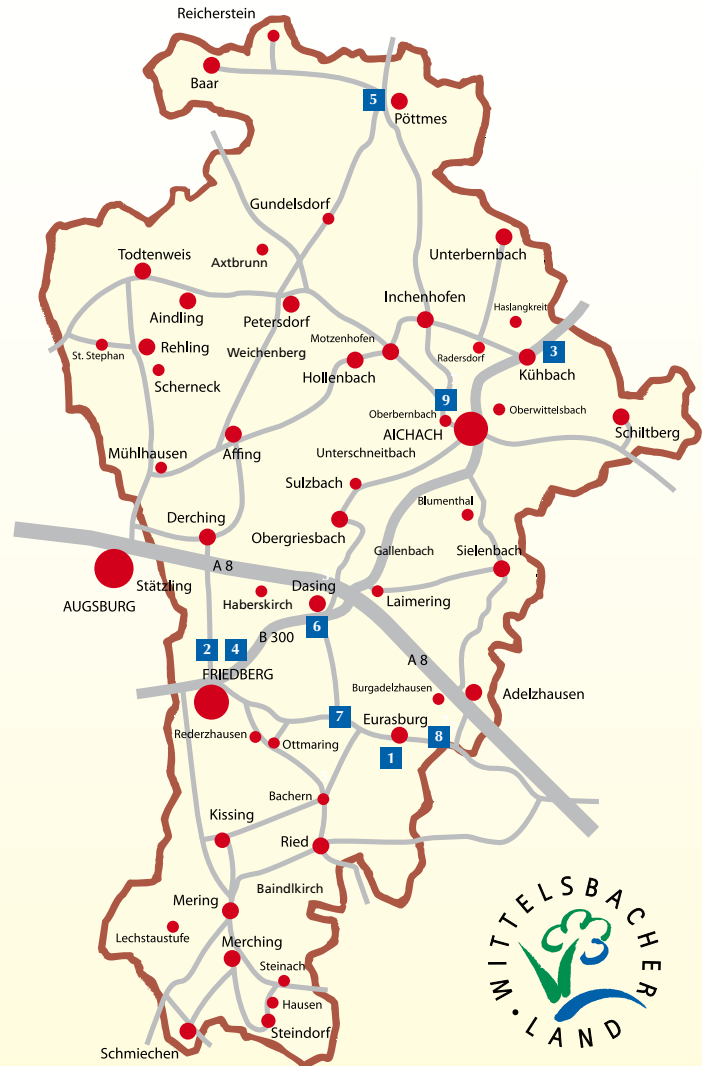 Reicherstein
Baar
5
Pöttmes
Gundelsdorf
Todtenweis
Axtbrunn
Unterbernbach
Aindling
Petersdorf
Inchenhofen
Haslangkreit
St. Stephan
Rehling
Weichenberg
Motzenhofen
Radersdorf
3
Scherneck
Hollenbach
Kühbach
9
Oberbernbach
Oberwittelsbach
AICHACH
Schiltberg
Mühlhausen
Affing
Unterschneitbach
Sulzbach
Blumenthal
Derching
Obergriesbach
Gallenbach
Sielenbach
A 8
Stätzling
AUGSBURG
Haberskirch
Dasing
Laimering
6
B 300
2
4
FRIEDBERG
A 8
Burgadelzhausen
Adelzhausen
7
Eurasburg
8
Rederzhausen
Ottmaring
1
Bachern
Kissing
Ried
Baindlkirch
Mering
Lechstaustufe
Merching
Steinach
Hausen
Steindorf
Schmiechen
WITTELSBACHER
• LAND